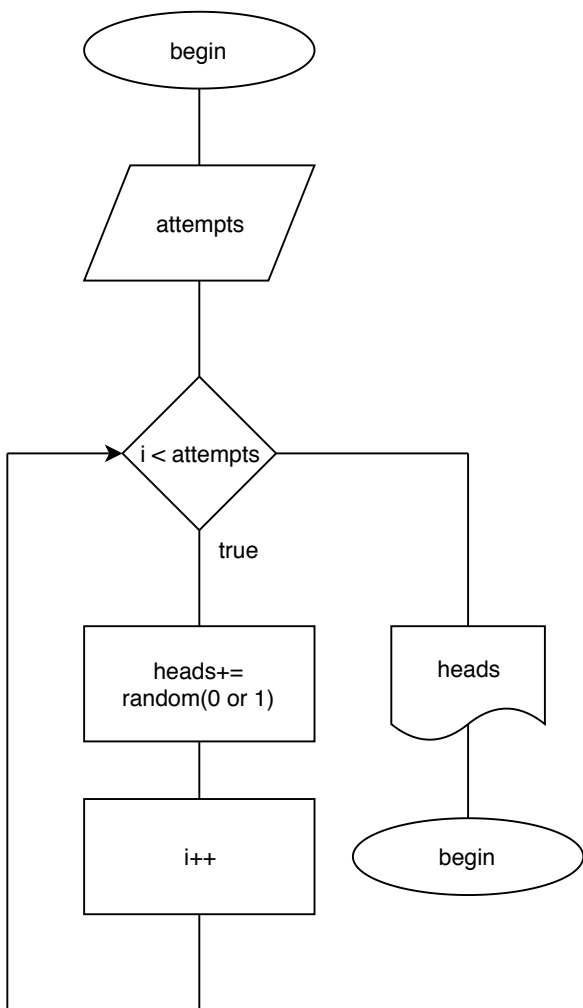 begin
attempts
i < attempts
true
heads+=
random(0 or 1)
i++
heads
begin